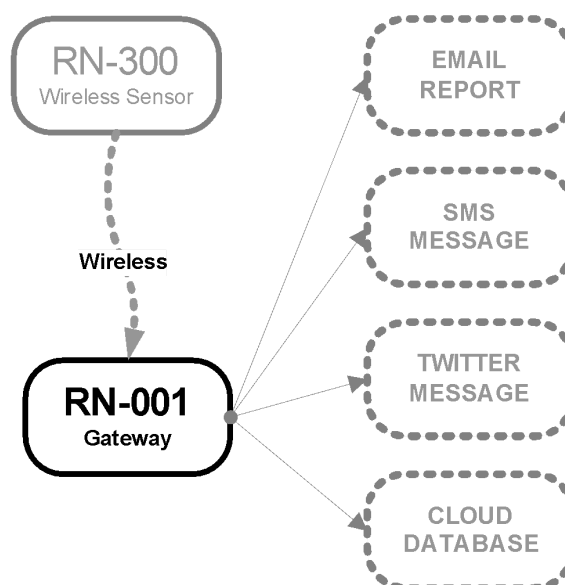 RN-300
Wireless Sensor
EMAIL
REPORT
SMS
MESSAGE
Wireless
TWITTER
MESSAGE
RN-001
Gateway
CLOUD
DATABASE